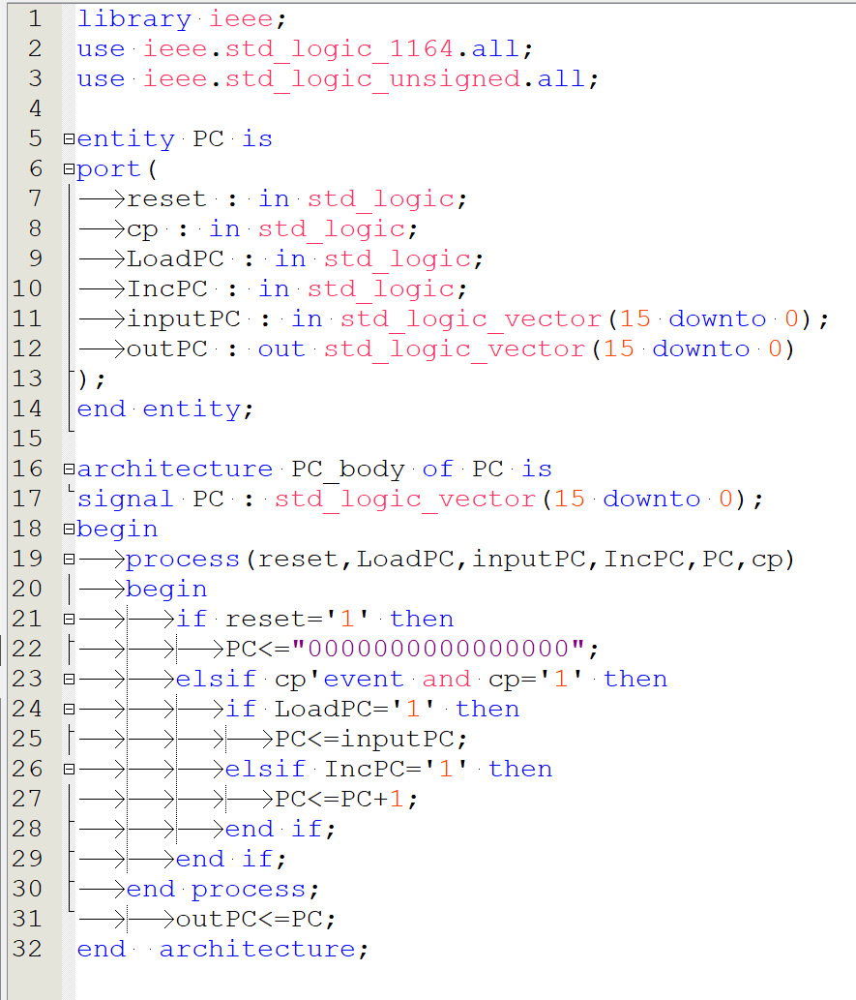 1 library ieee;
2 use ieee.std_logic_1164.all;
3 use ieee.std_logic_unsigned.all;
4
5 entity PC is
6 port(
7 reset : in std_logic;
8 cp : in std_logic;
9 LoadPC : in std_logic;
10 IncPC : in std_logic;
11 inputPC : in std_logic_vector(15 downto 0);
12 outPC : out std_logic_vector(15 downto 0)
13 );
14 end entity;
15
16 architecture PC_body of PC is
17 signal PC : std_logic_vector(15 downto 0);
18 begin
19 process(reset,LoadPC,inputPC,IncPC,PC,cp)
20 begin
21 if reset='1' then
22 PC<="0000000000000000";
23 elsif cp'event and cp='1' then
24 if LoadPC='1' then
25 PC<=inputPC;
26 elsif IncPC='1' then
27 PC<=PC+1;
28 end if;
29 end if;
30 end process;
31 outPC<=PC;
32 end  architecture;